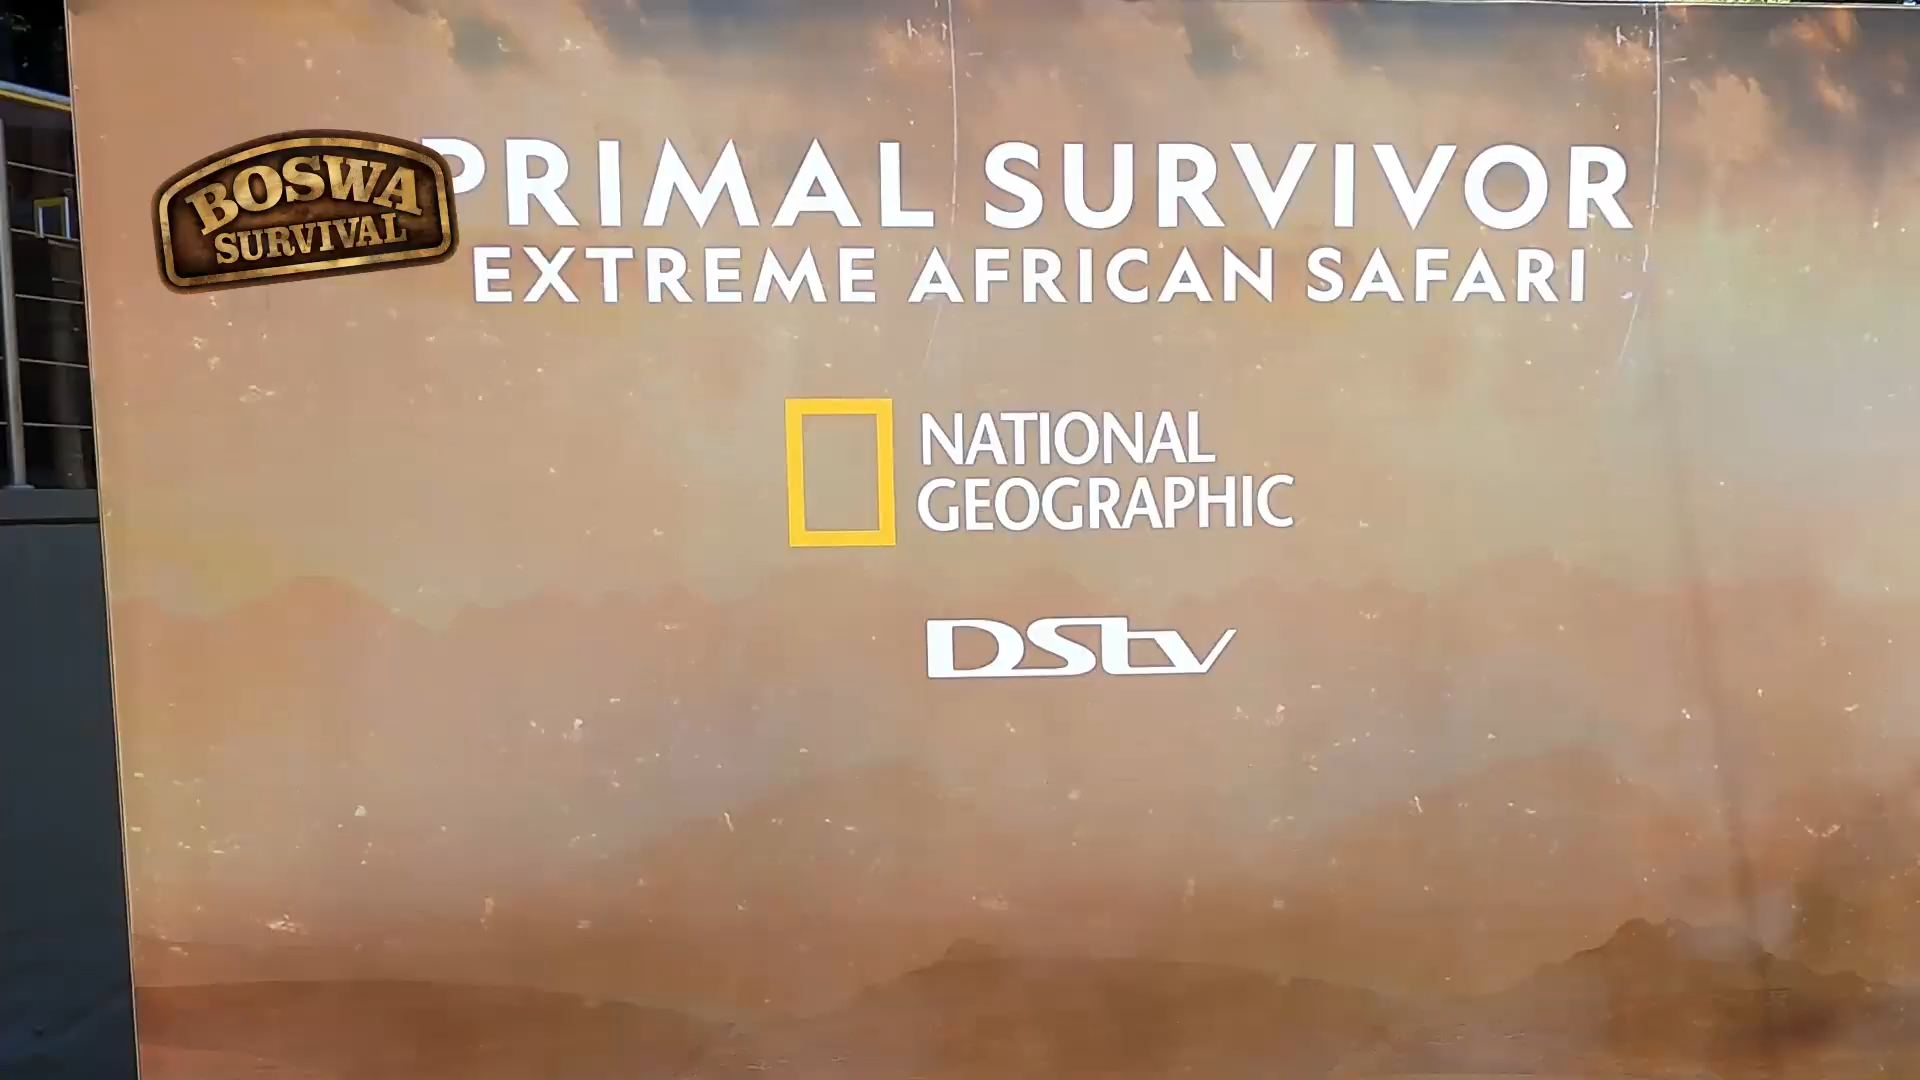 BOSWA
SURVIVAL
PRIMAL SURVIVOR
EXTREME AFRICAN SAFARI
NATIONAL
GEOGRAPHIC
DStv